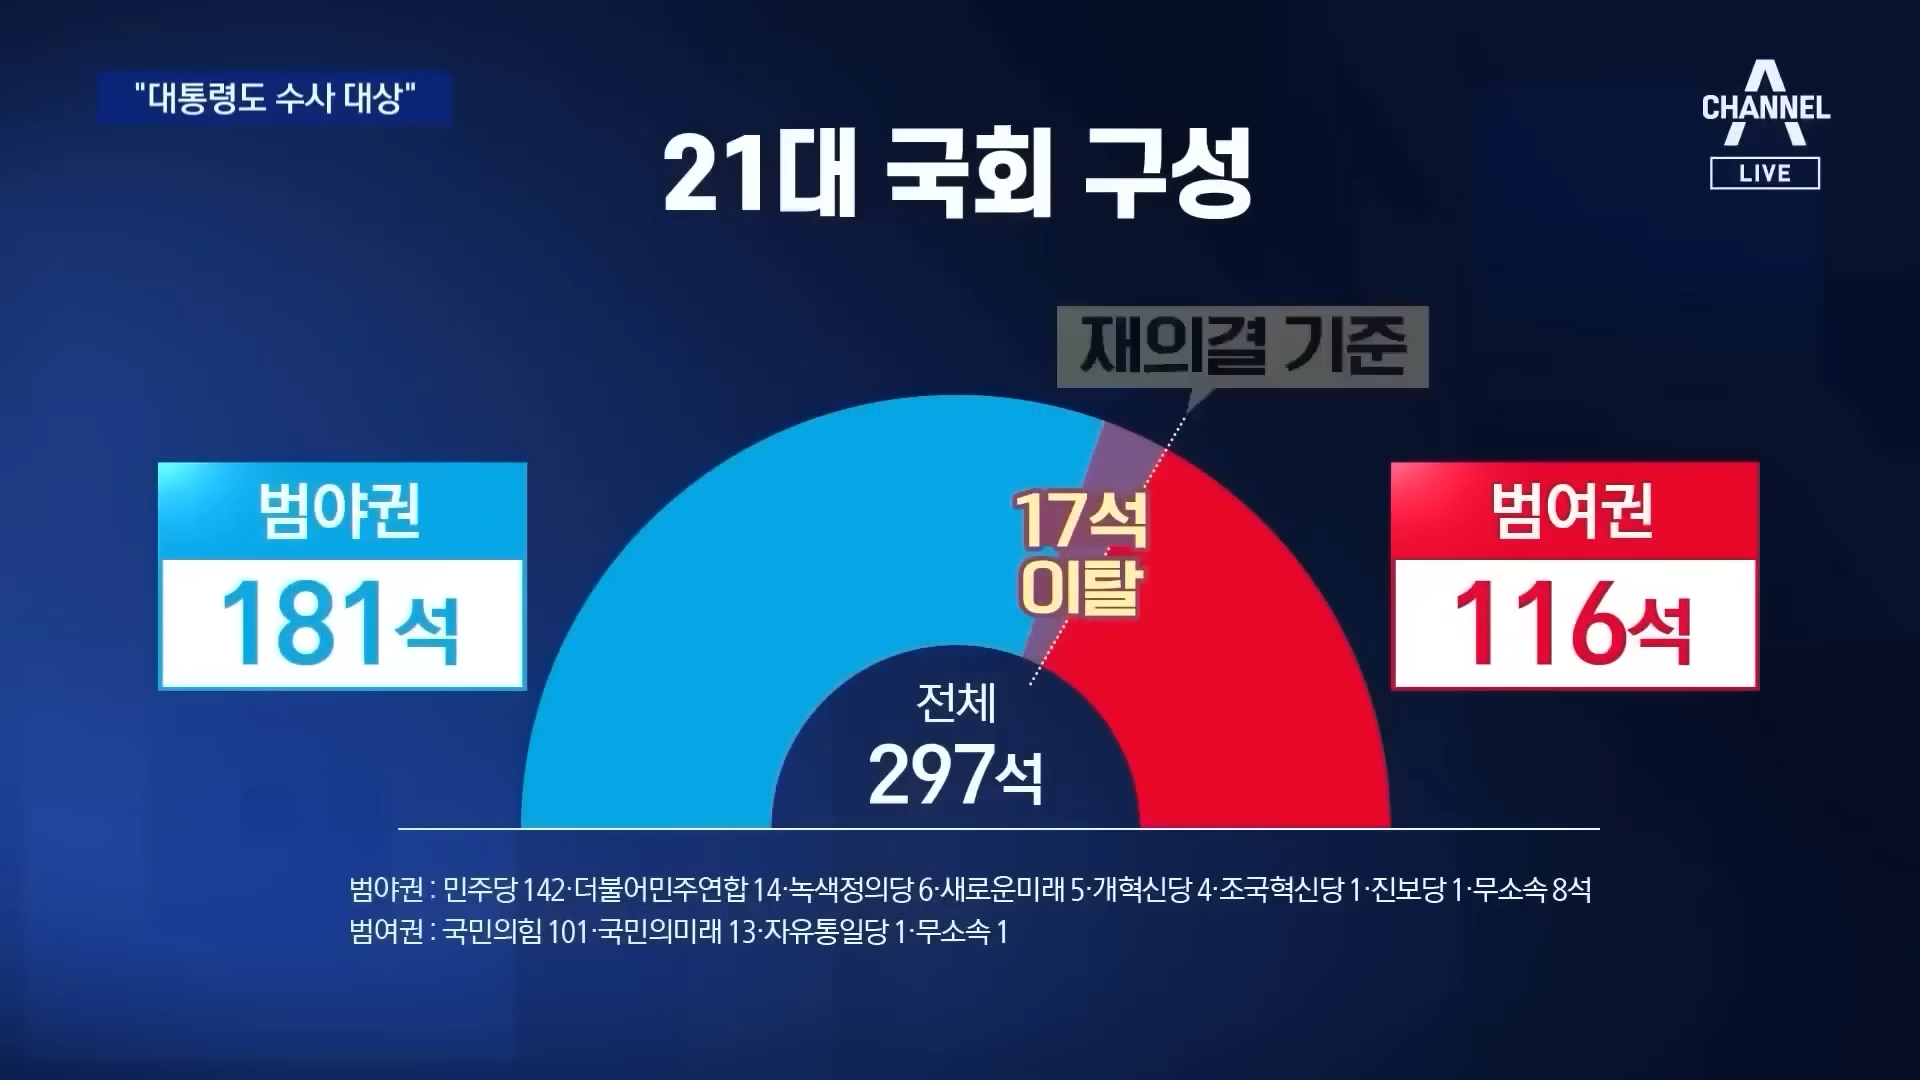 "대통령도 수사 대상"
CHANNEL A
LIVE
21대 국회 구성
재의결 기준
범야권
181석
17석
이탈
범여권
116석
전체
297석
범야권 : 민주당 142·더불어민주연합 14·녹색정의당 6·새로운미래 5·개혁신당 4·조국혁신당 1·진보당 1·무소속 8석
범여권 : 국민의힘 101·국민의미래 13·자유통일당 1·무소속 1